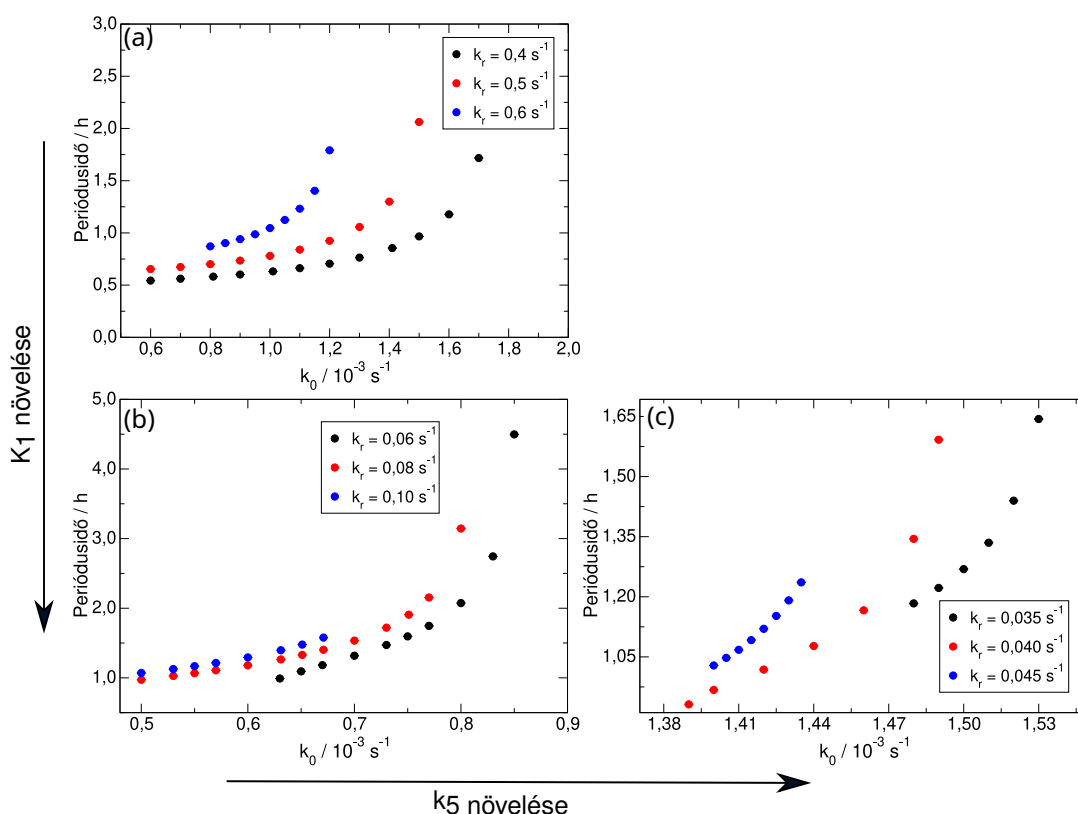 (a)
k_r = 0,4 s⁻¹
k_r = 0,5 s⁻¹
k_r = 0,6 s⁻¹
3,0
2,5
2,0
1,5
1,0
0,5
0,0
Periódusidő / h
0,6 0,8 1,0 1,2 1,4 1,6 1,8 2,0
k₀ / 10⁻³ s⁻¹
K1 növelése
(b)
k_r = 0,06 s⁻¹
k_r = 0,08 s⁻¹
k_r = 0,10 s⁻¹
5,0
4,0
3,0
2,0
1,0
Periódusidő / h
0,5 0,6 0,7 0,8 0,9
k₀ / 10⁻³ s⁻¹
(c)
1,65
1,50
1,35
1,20
1,05
Periódusidő / h
k_r = 0,035 s⁻¹
k_r = 0,040 s⁻¹
k_r = 0,045 s⁻¹
1,38 1,41 1,44 1,47 1,50 1,53
k₀ / 10⁻³ s⁻¹
k5 növelése